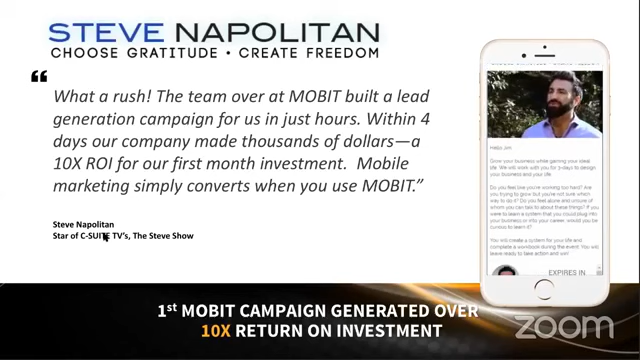 STEVE NAPOLITAN
CHOOSE GRATITUDE • CREATE FREEDOM
“
What a rush! The team over at MOBIT built a lead
generation campaign for us in just hours. Within 4
days our company made thousands of dollars—a
10X ROI for our first month investment. Mobile
marketing simply converts when you use MOBIT.”
Steve Napolitan
Star of C-SUITE TV's, The Steve Show
Hello Jim,
Grow your business while gaining your ideal
life. We will work with you for 3-days to design
your business and your life.
Do you feel like you're working too hard? Are
you trying to grow but you're not sure which
way to do it? Do you feel alone and unsure of
whom you can talk to about these things? If you
want to learn a system that you could plug into
your business or into your career, would you be
curious to learn it?
You will create a system for your life and
complete a workbook during the event. You will
leave ready to take action and win!
EXPIRES IN
1st MOBIT CAMPAIGN GENERATED OVER
10X RETURN ON INVESTMENT
zoom